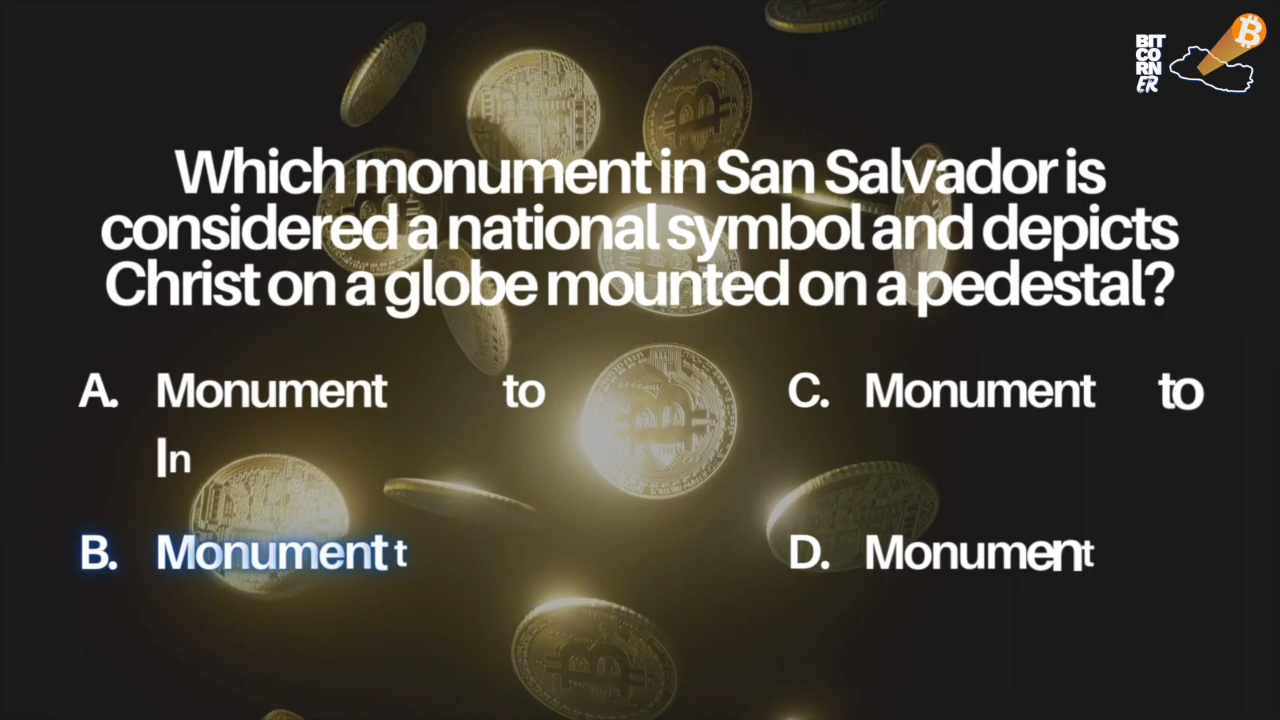 BIT
CO
RN
ER
Which monument in San Salvador is
considered a national symbol and depicts
Christ on a globe mounted on a pedestal?
A. Monument to
In
B. Monument t
C. Monument to
D. Monument